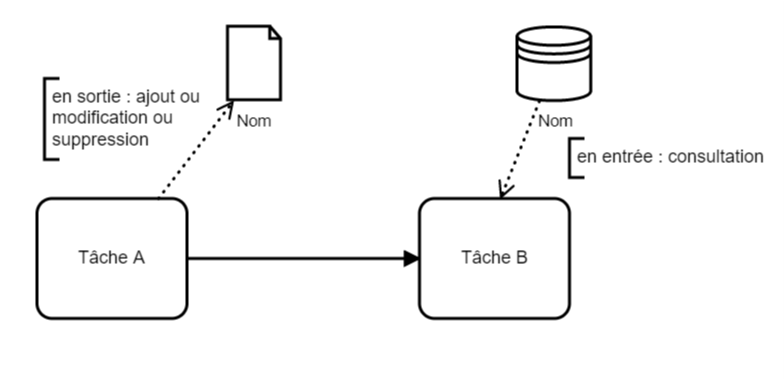 en sortie : ajout ou
modification ou
suppression
Nom
Nom
en entrée : consultation
Tâche A
Tâche B